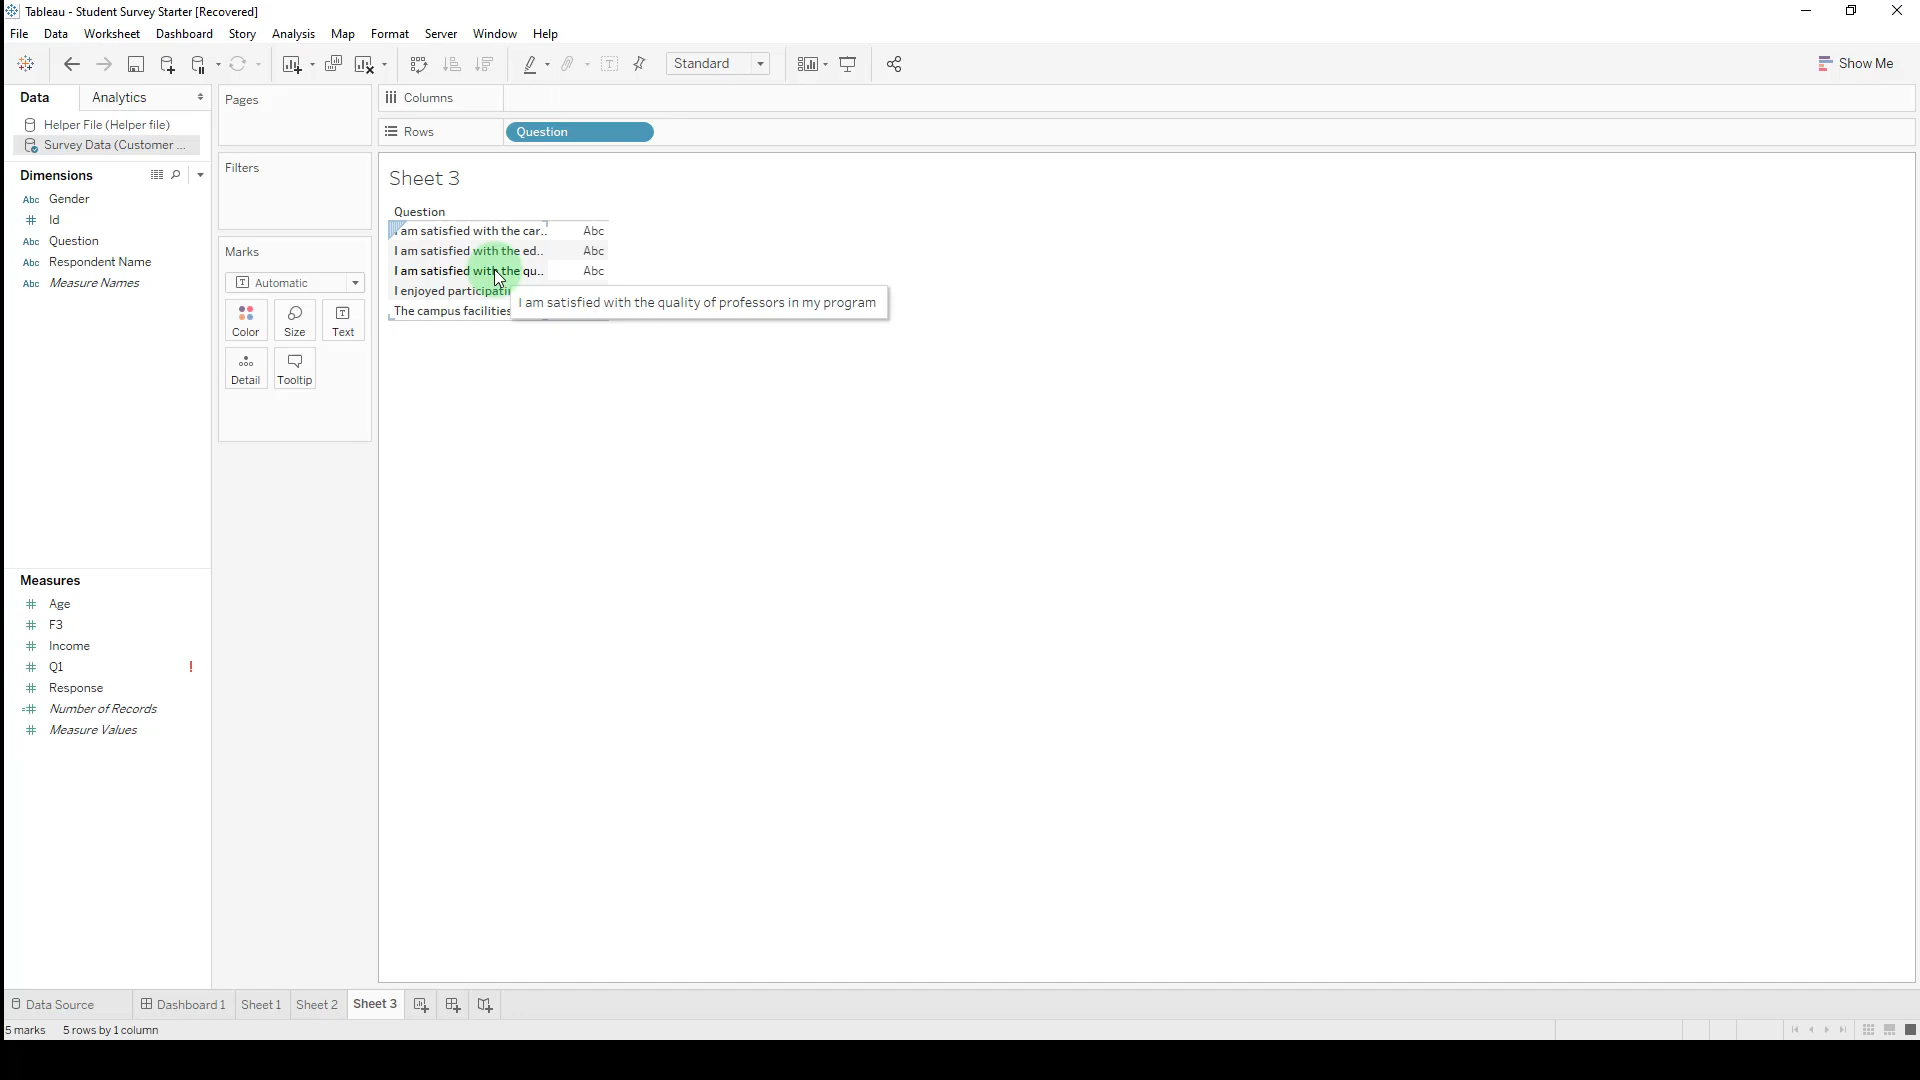 Tableau - Student Survey Starter [Recovered]
File Data Worksheet Dashboard Story Analysis Map Format Server Window Help
Standard
Show Me
Data Analytics
Helper File (Helper file)
Survey Data (Customer ...
Dimensions
Abc Gender
# Id
Abc Question
Abc Respondent Name
Abc Measure Names
Measures
# Age
# F3
# Income
# Q1 !
# Response
=# Number of Records
# Measure Values
Pages
Filters
Marks
T Automatic
Color Size Text
Detail Tooltip
Columns
Rows Question
Sheet 3
Question
I am satisfied with the car.. Abc
I am satisfied with the ed.. Abc
I am satisfied with the qu.. Abc
I enjoyed participatin
The campus facilities
I am satisfied with the quality of professors in my program
Data Source Dashboard 1 Sheet 1 Sheet 2 Sheet 3
5 marks 5 rows by 1 column